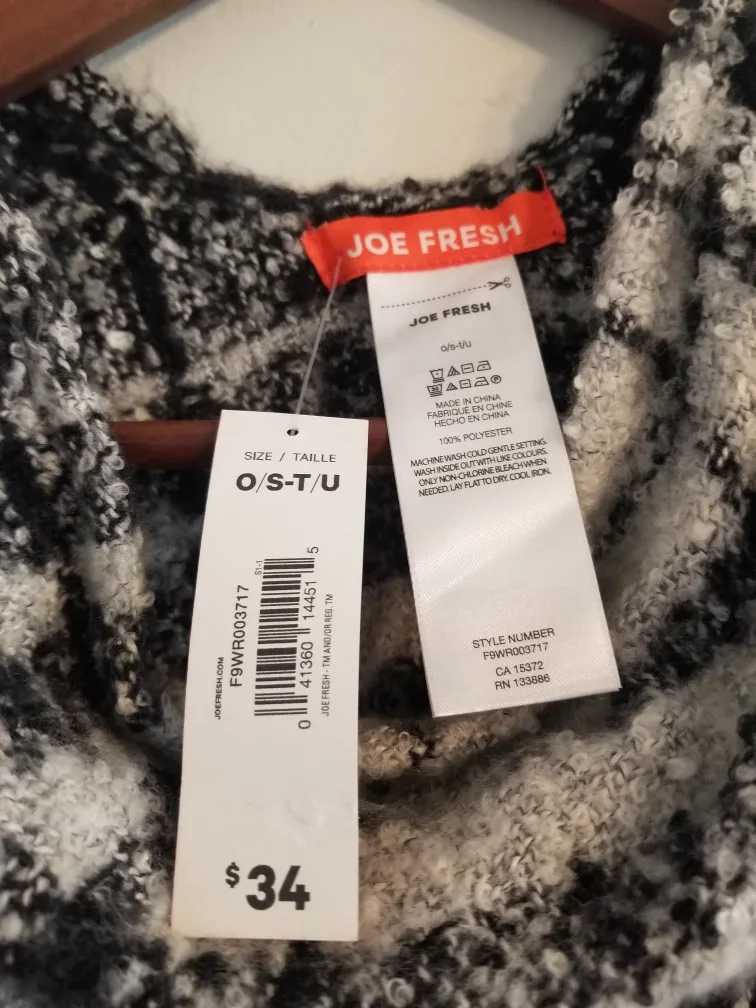 JOE FRESH
JOE FRESH
o/s-t/u
MADE IN CHINA
FABRIQUÉ EN CHINE
HECHO EN CHINA
100% POLYESTER
MACHINE WASH COLD GENTLE SETTING.
WASH INSIDE OUT WITH LIKE COLOURS.
ONLY NON-CHLORINE BLEACH WHEN
NEEDED. LAY FLAT TO DRY. COOL IRON.
STYLE NUMBER
F9WR003717
CA 15372
RN 133886
SIZE / TAILLE
O/S-T/U
JOEFRESH.COM
F9WR003717
S1-1
0 41360 14451 5
JOE FRESH - TM AND/OR REG. TM
$34